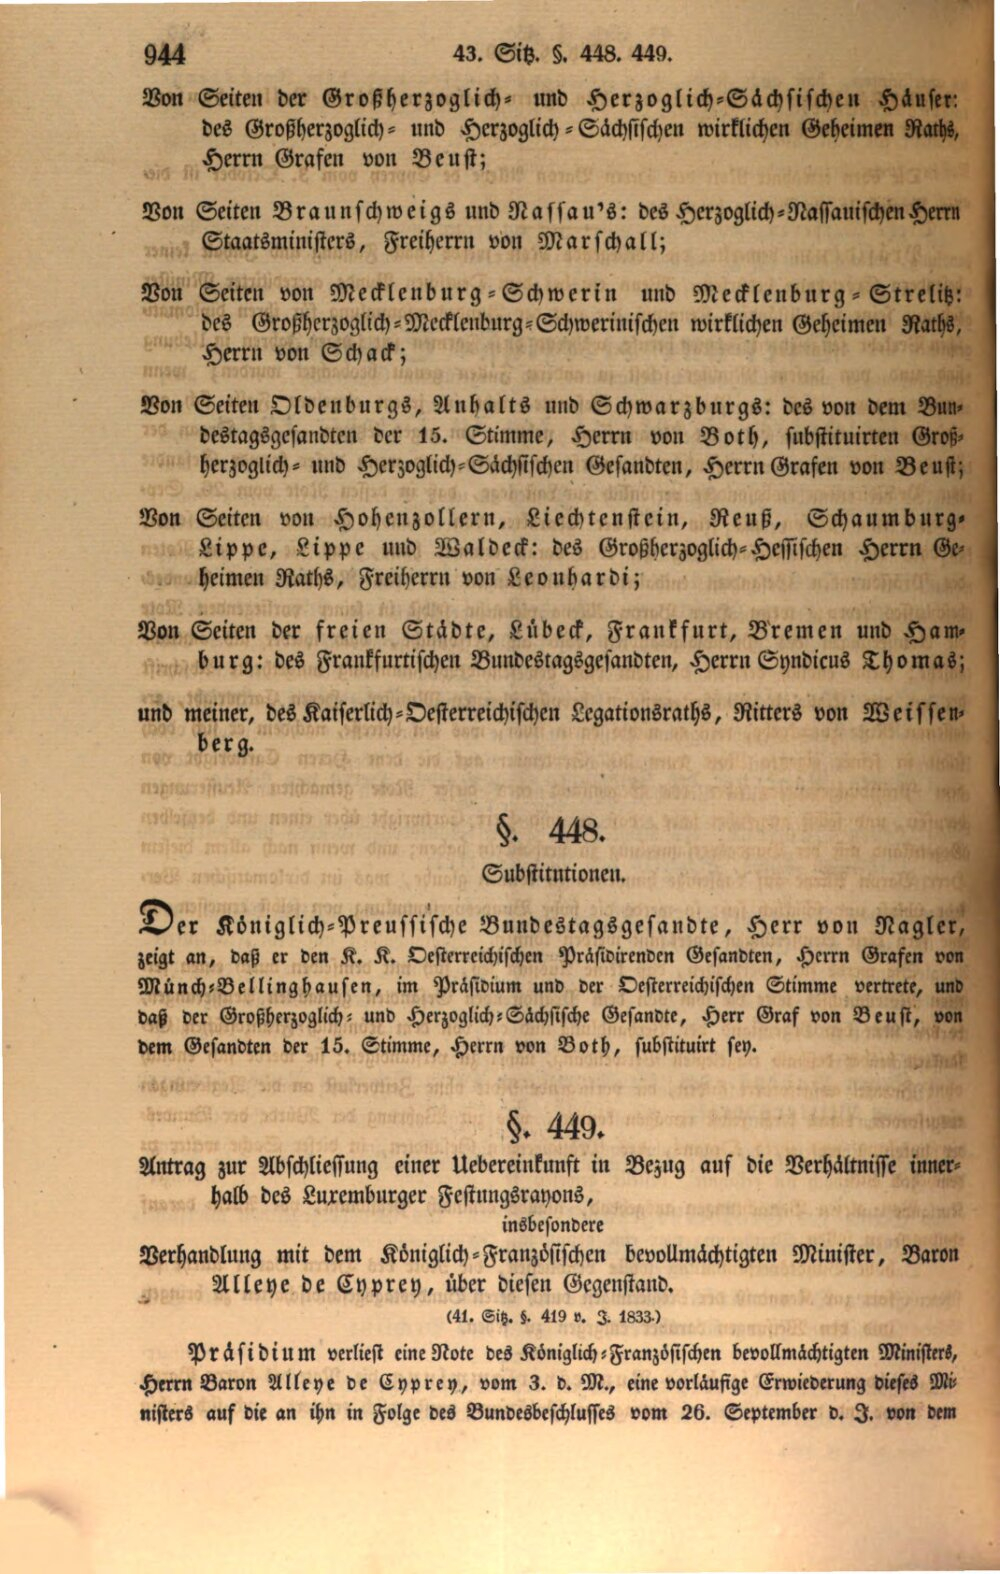 944
43. Sitz. §. 448. 449.
Von Seiten der Großherzoglich- und Herzoglich-Sächsischen Häuser:
des Großherzoglich- und Herzoglich-Sächsischen wirklichen Geheimen Raths,
Herrn Grafen von Beust;
Von Seiten Braunschweigs und Nassau's: des Herzoglich-Nassauischen Herrn
Staatsministers, Freiherrn von Marschall;
Von Seiten von Mecklenburg-Schwerin und Mecklenburg-Strelitz:
des Großherzoglich-Mecklenburg-Schwerinischen wirklichen Geheimen Raths,
Herrn von Schack;
Von Seiten Oldenburgs, Anhalts und Schwarzburgs: des von dem Bun-
destagsgesandten der 15. Stimme, Herrn von Both, substituirten Groß-
herzoglich- und Herzoglich-Sächsischen Gesandten, Herrn Grafen von Beust;
Von Seiten von Hohenzollern, Liechtenstein, Reuß, Schaumburg-
Lippe, Lippe und Waldeck: des Großherzoglich-Hessischen Herrn Ge-
heimen Raths, Freiherrn von Leonhardi;
Von Seiten der freien Städte, Lübeck, Frankfurt, Bremen und Ham-
burg: des Frankfurtischen Bundestagsgesandten, Herrn Syndicus Thomas;
und meiner, des Kaiserlich-Oesterreichischen Legationsraths, Ritters von Weissen-
berg.
§. 448.
Substitutionen.
Der Königlich-Preussische Bundestagsgesandte, Herr von Nagler,
zeigt an, daß er den K. K. Oesterreichischen Präsidirenden Gesandten, Herrn Grafen von
Münch-Bellinghausen, im Präsidium und der Oesterreichischen Stimme vertrete, und
daß der Großherzoglich- und Herzoglich-Sächsische Gesandte, Herr Graf von Beust, von
dem Gesandten der 15. Stimme, Herrn von Both, substituirt sey.
§. 449.
Antrag zur Abschliessung einer Uebereinkunft in Bezug auf die Verhältnisse inner-
halb des Luxemburger Festungsrayons,
insbesondere
Verhandlung mit dem Königlich-Französischen bevollmächtigten Minister, Baron
Alleye de Cyprey, über diesen Gegenstand.
(41. Sitz. §. 419 v. J. 1833.)
Präsidium verliest eine Note des Königlich-Französischen bevollmächtigten Ministers,
Herrn Baron Alleye de Cyprey, vom 3. d. M., eine vorläufige Erwiederung dieses Mi-
nisters auf die an ihn in Folge des Bundesbeschlusses vom 26. September d. J. von dem